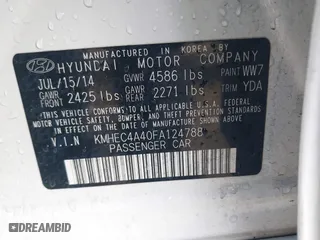 MANUFACTURED IN KOREA BY
HYUNDAI MOTOR COMPANY
JUL/15/14 GVWR 4586 lbs PAINT WW7
GAWR FRONT 2425 lbs GAWR REAR 2271 lbs TRIM YDA
THIS VEHICLE CONFORMS TO ALL APPLICABLE
U.S. FEDERAL MOTOR VEHICLE SAFETY,
BUMPER, AND THEFT PREVENTION STANDARDS
IN EFFECT ON THE DATE OF MANUFACTURE
SHOWN ABOVE.
V.I.N KMHEC4A40FA124788
PASSENGER CAR
© DEALERSHIP CAR